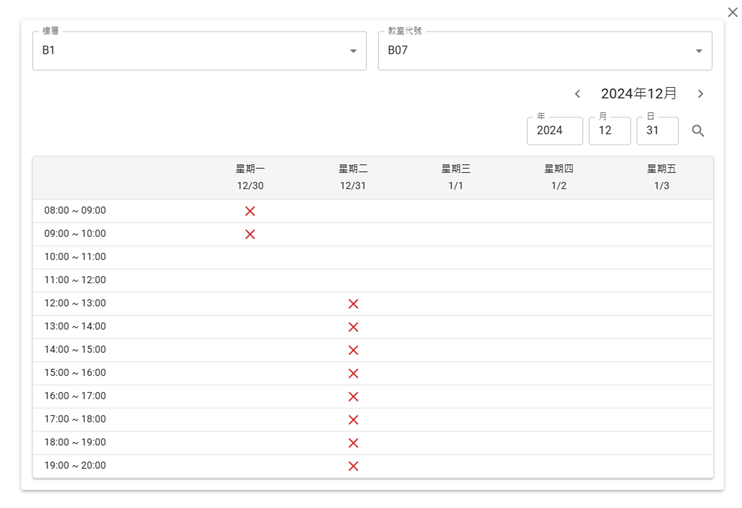 樓層
教室代號
B1
B07
2024年12月
年
月
日
2024
12
31
星期一
星期二
星期三
星期四
星期五
12/30
12/31
1/1
1/2
1/3
08:00 ~ 09:00
09:00 ~ 10:00
10:00 ~ 11:00
11:00 ~ 12:00
12:00 ~ 13:00
13:00 ~ 14:00
14:00 ~ 15:00
15:00 ~ 16:00
16:00 ~ 17:00
17:00 ~ 18:00
18:00 ~ 19:00
19:00 ~ 20:00